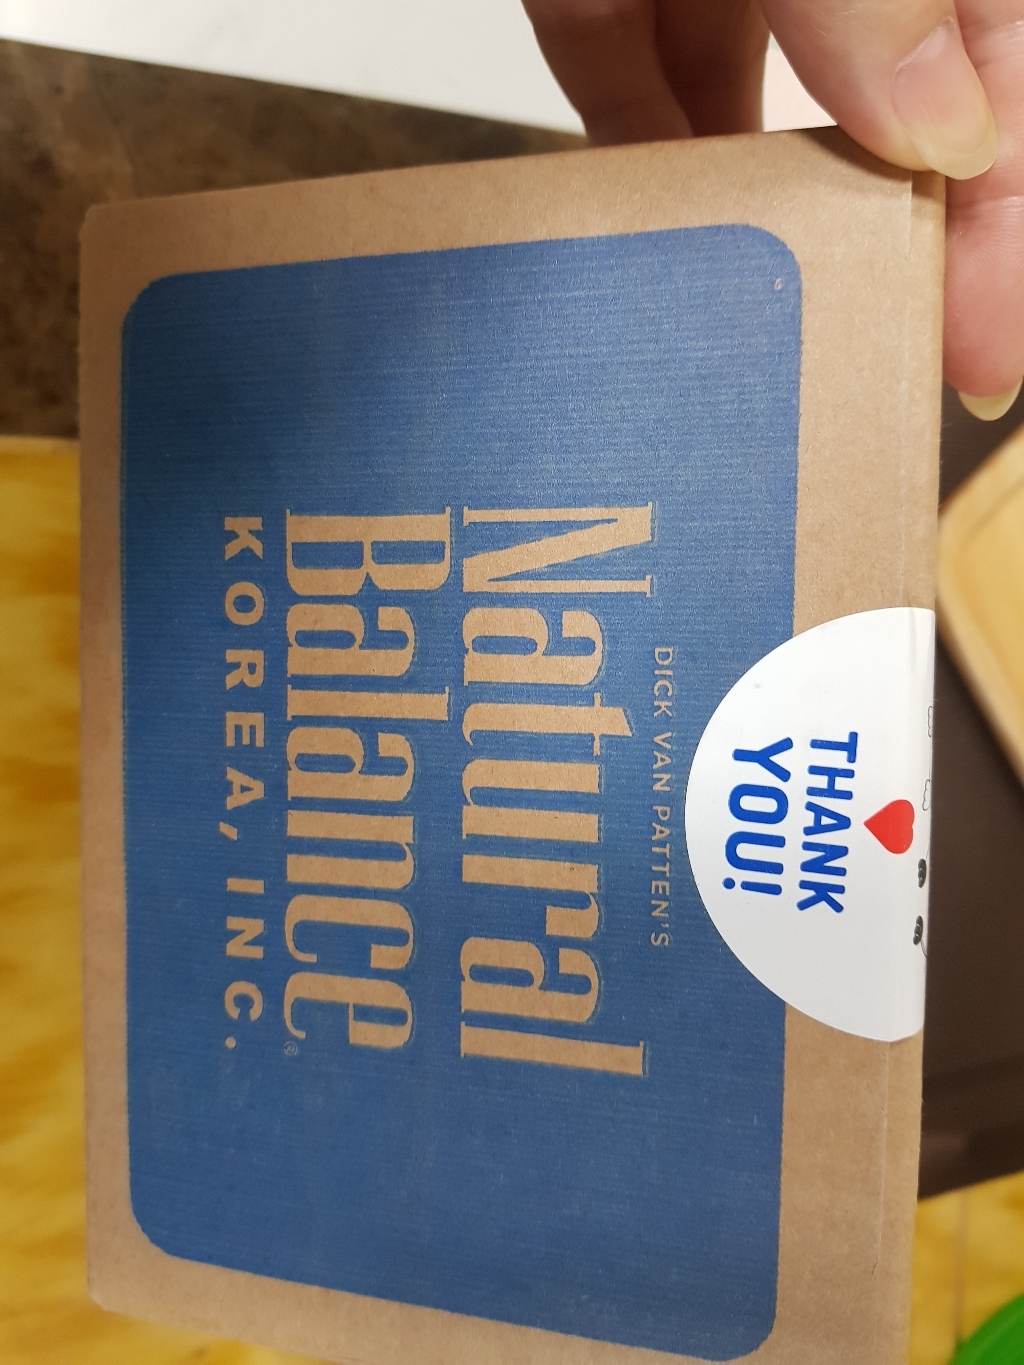 THANK
YOU!
DICK VAN PATTEN'S
Natural
Balance®
KOREA, INC.